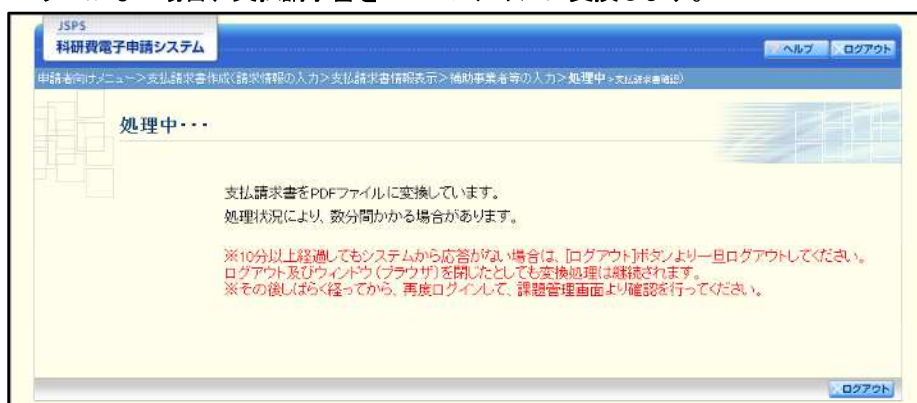 JSPS
科研費電子申請システム
ヘルプ
ログアウト
申請者向けメニュー>支払請求書作成(請求情報の入力>支払請求書情報表示>補助事業者等の入力>処理中>支払請求書確認)
処理中・・・
支払請求書をPDFファイルに変換しています。
処理状況により、数分間かかる場合があります。
※10分以上経過してもシステムから応答がない場合は、[ログアウト]ボタンより一旦ログアウトしてください。
ログアウト及びウィンドウ(ブラウザ)を閉じたとしても変換処理は継続されます。
※その後しばらく経ってから、再度ログインして、課題管理画面より確認を行ってください。
ログアウト